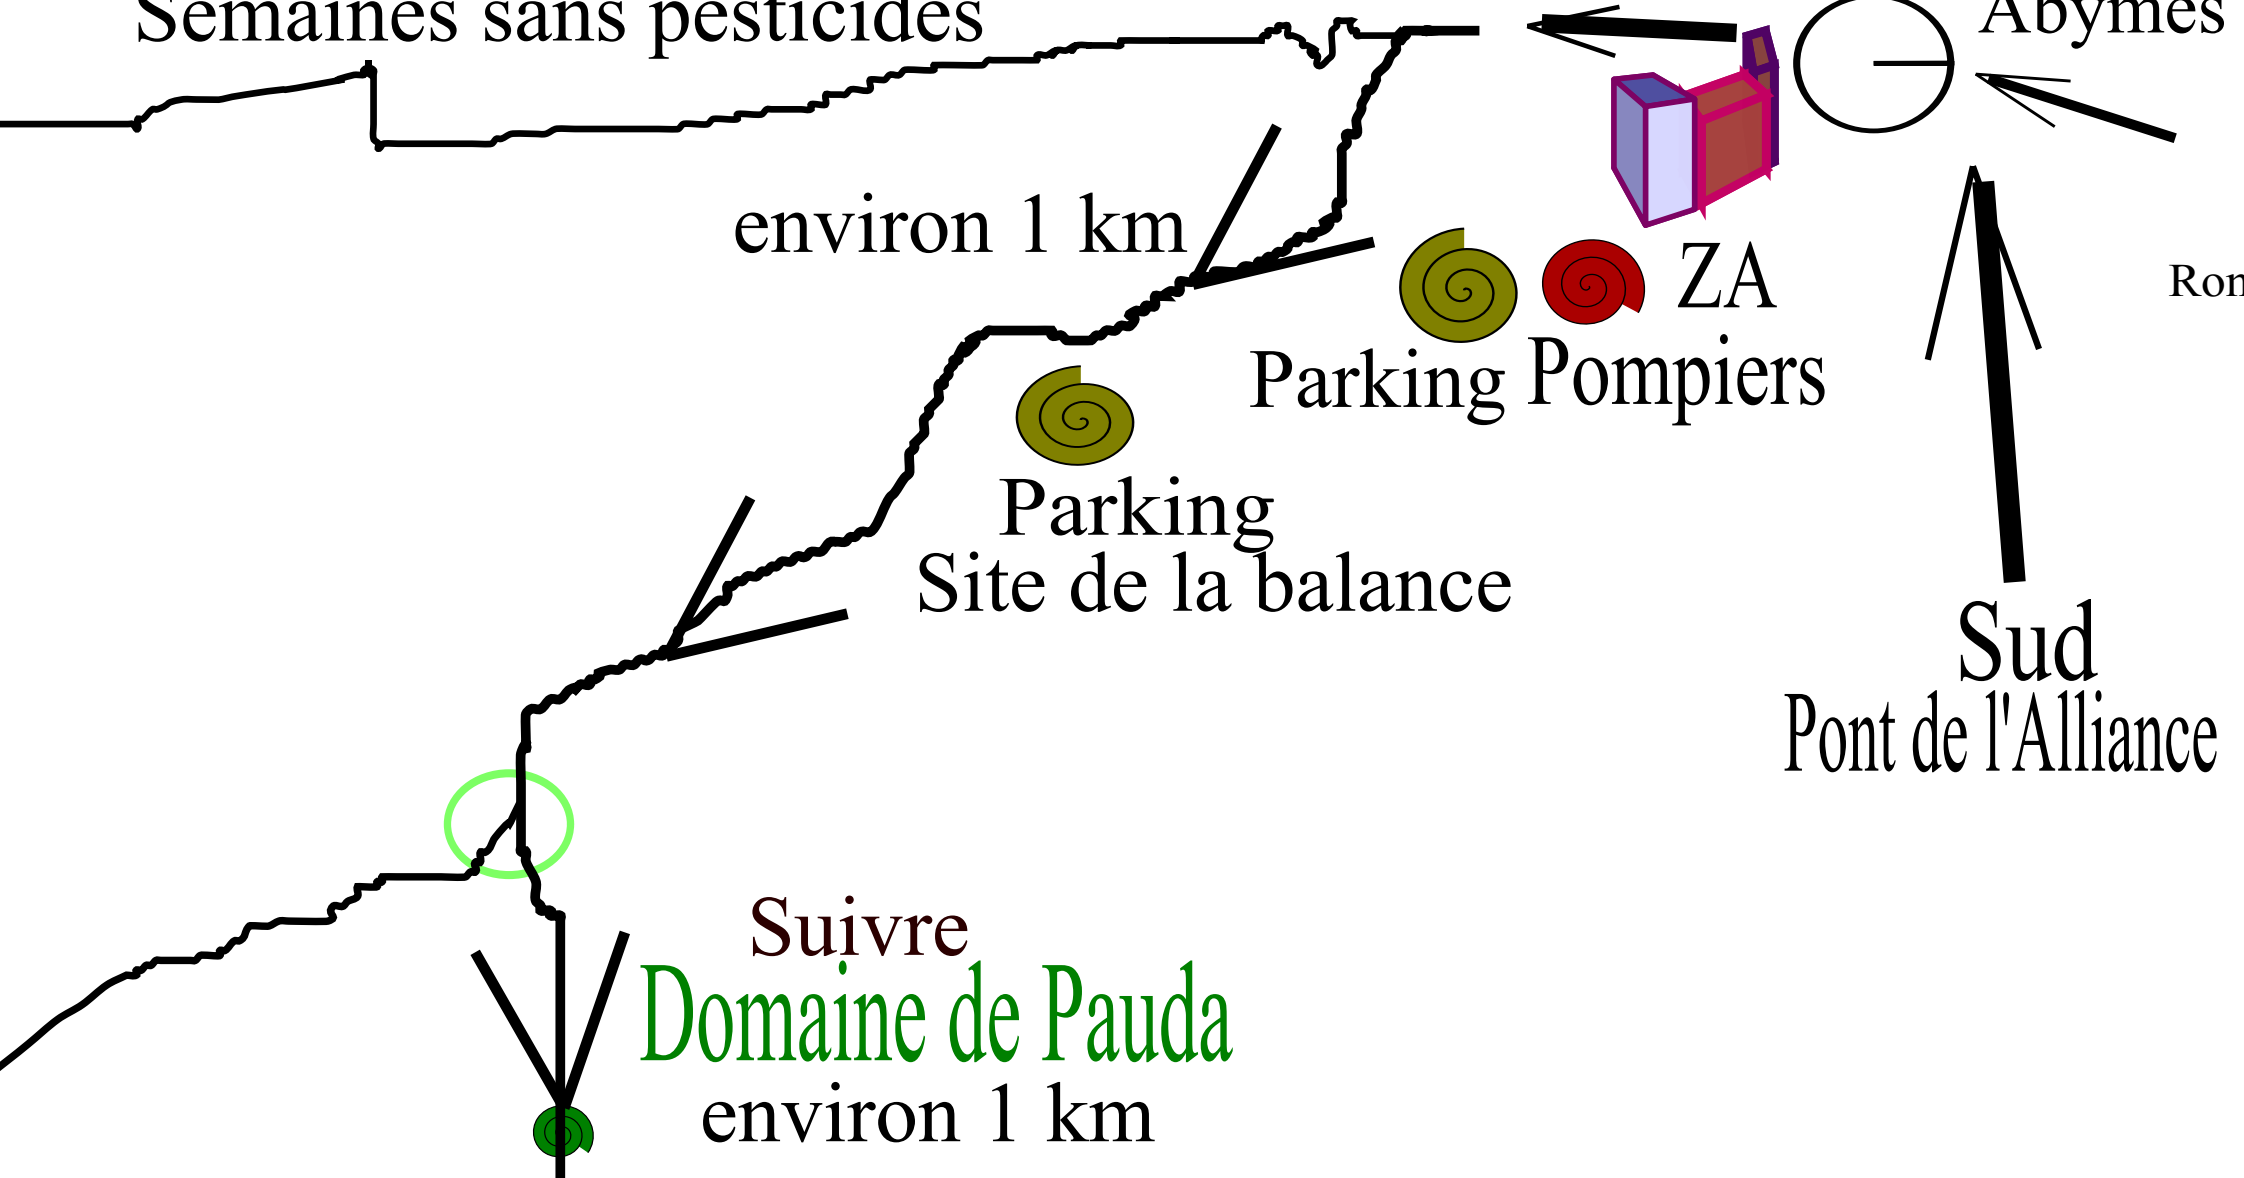 Semaines sans pesticides
Abymes
environ 1 km
ZA
Parking
Pompiers
Parking
Site de la balance
Sud
Pont de l'Alliance
Suivre
Domaine de Pauda
environ 1 km